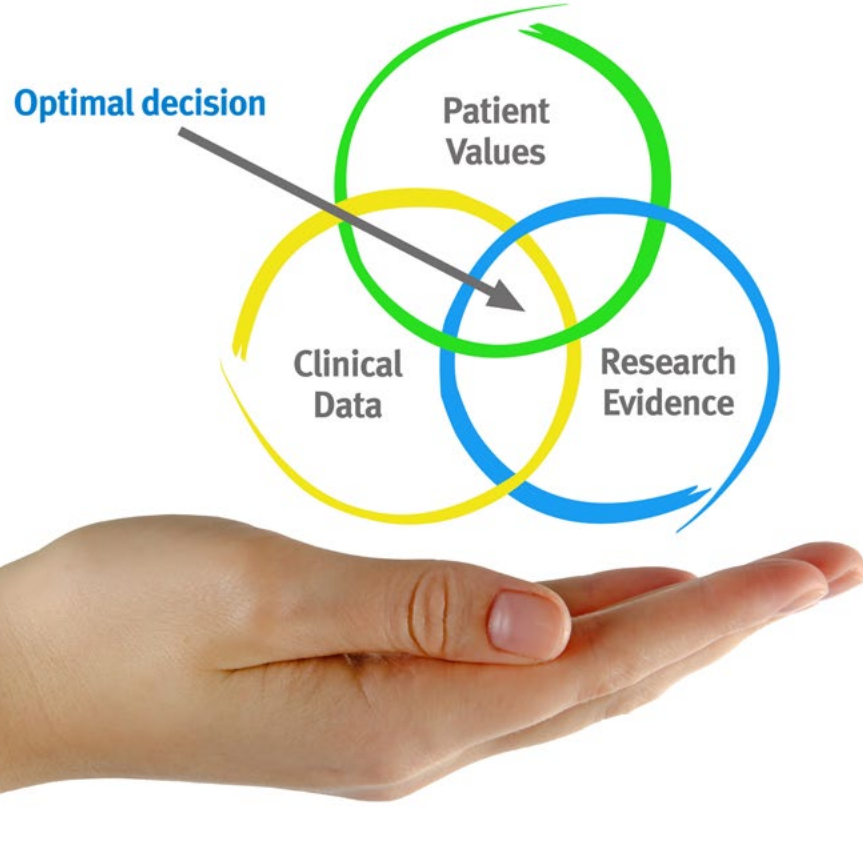 Optimal decision
Patient
Values
Clinical
Data
Research
Evidence